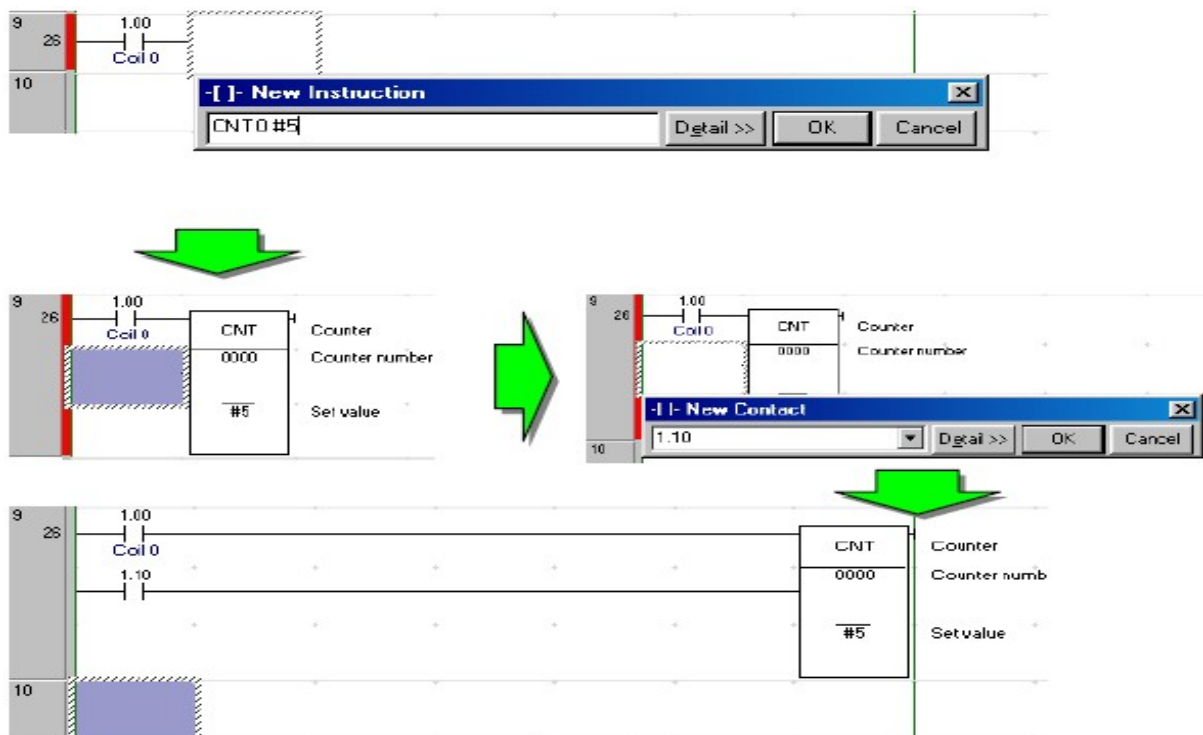 9 26 1.00
Coil 0
10
-[ ]- New Instruction
CNT0 #5
Detail >> OK Cancel
9 26 1.00
Coil 0
CNT Counter
0000 Counter number
#5 Set value
9 26 1.00
Coil 0
CNT Counter
0000 Counter number
-[ ]- New Contact
1.10 Detail >> OK Cancel
10
9 26 1.00
Coil 0
CNT Counter
1.10
0000 Counter numb
#5 Set value
10